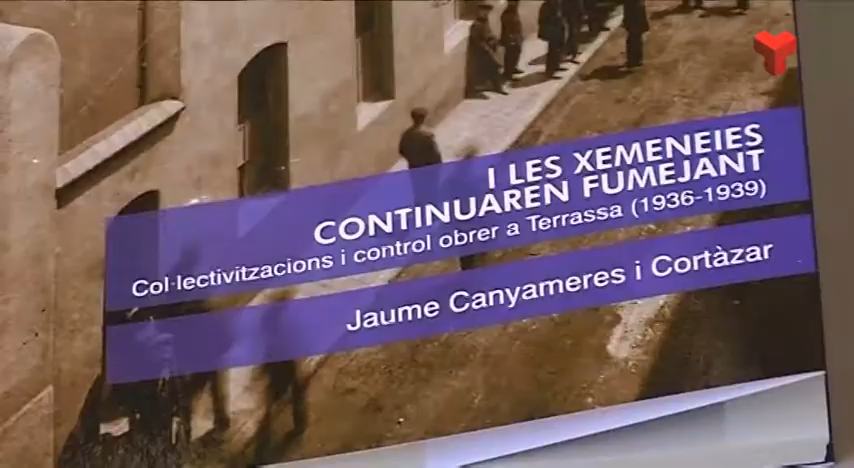 I LES XEMENEIES
CONTINUAREN FUMEJANT
Col·lectivitzacions i control obrer a Terrassa (1936-1939)
Jaume Canyameres i Cortàzar